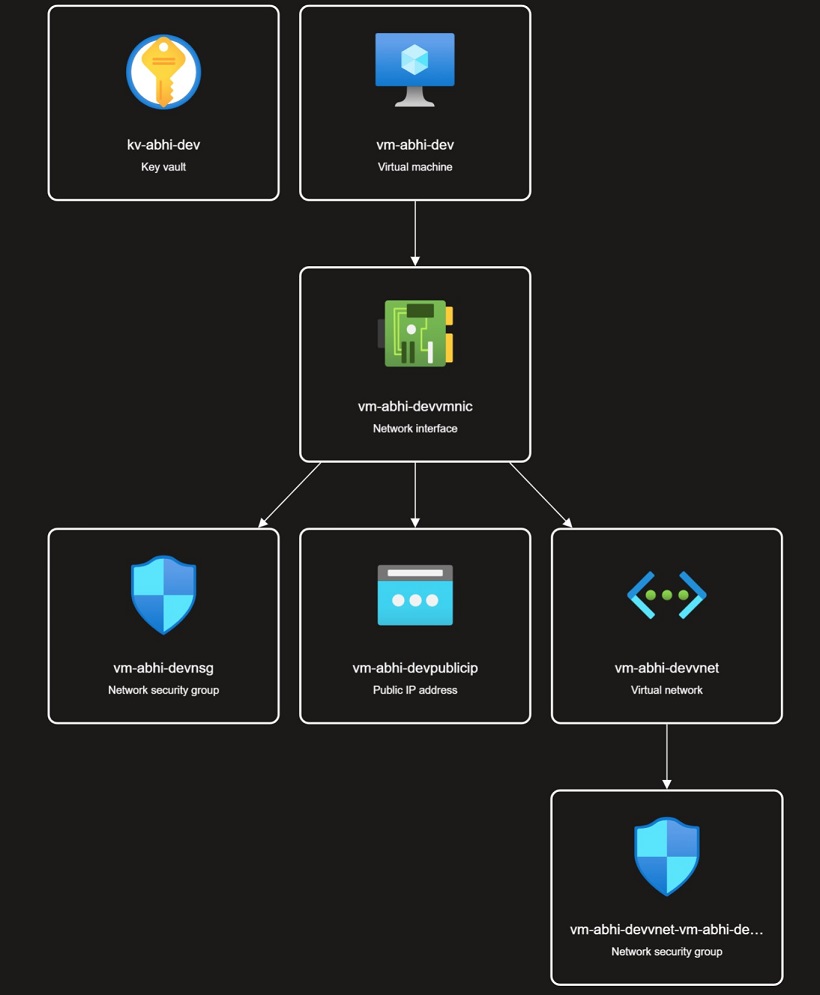 kv-abhi-dev
Key vault
vm-abhi-dev
Virtual machine
vm-abhi-devvmnic
Network interface
vm-abhi-devnsg
Network security group
vm-abhi-devpublicip
Public IP address
vm-abhi-devvnet
Virtual network
vm-abhi-devvnet-vm-abhi-de...
Network security group